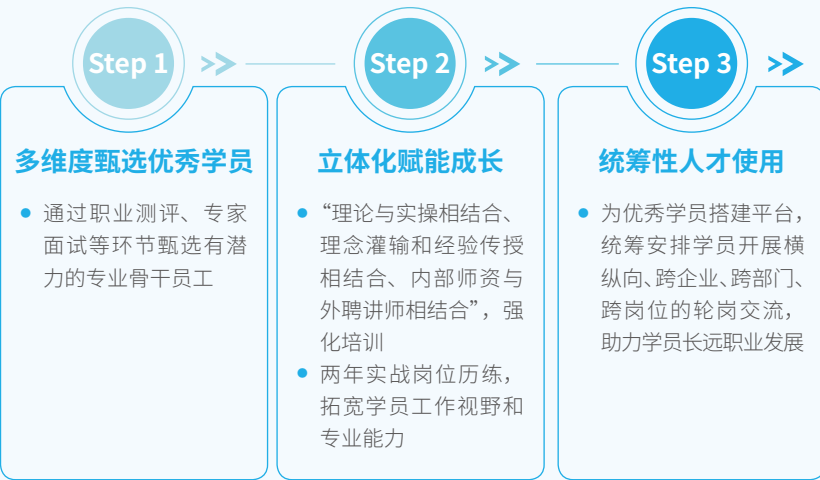 Step 1
多维度甄选优秀学员
通过职业测评、专家
面试等环节甄选有潜
力的专业骨干员工
Step 2
立体化赋能成长
“理论与实操相结合、
理念灌输和经验传授
相结合、内部师资与
外聘讲师相结合”，强
化培训
两年实战岗位历练，
拓宽学员工作视野和
专业能力
Step 3
统筹性人才使用
为优秀学员搭建平台，
统筹安排学员开展横
纵向、跨企业、跨部门、
跨岗位的轮岗交流，
助力学员长远职业发展